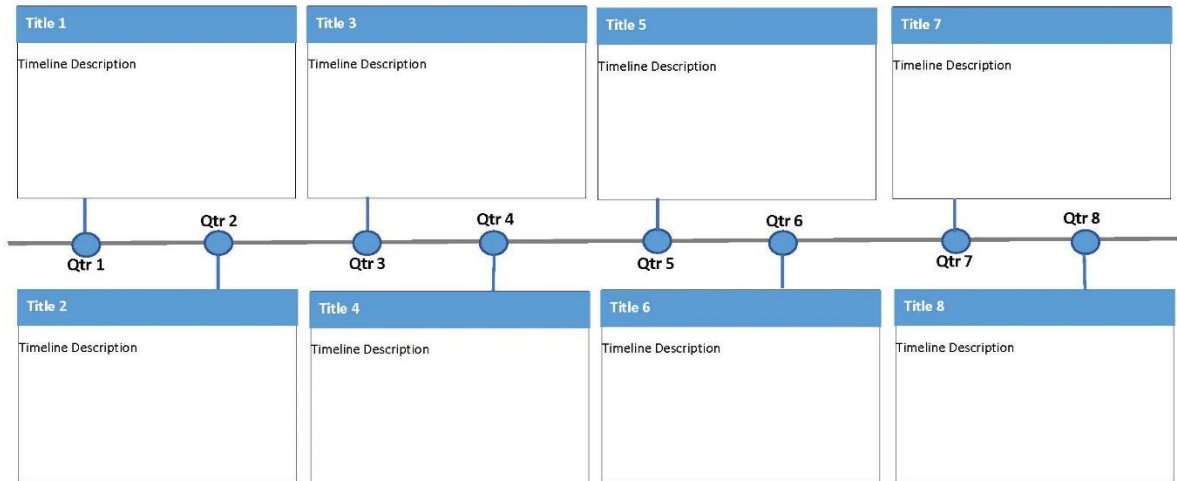 Title 1
Timeline Description
Title 3
Timeline Description
Title 5
Timeline Description
Title 7
Timeline Description
Qtr 1
Qtr 2
Qtr 3
Qtr 4
Qtr 5
Qtr 6
Qtr 7
Qtr 8
Title 2
Timeline Description
Title 4
Timeline Description
Title 6
Timeline Description
Title 8
Timeline Description